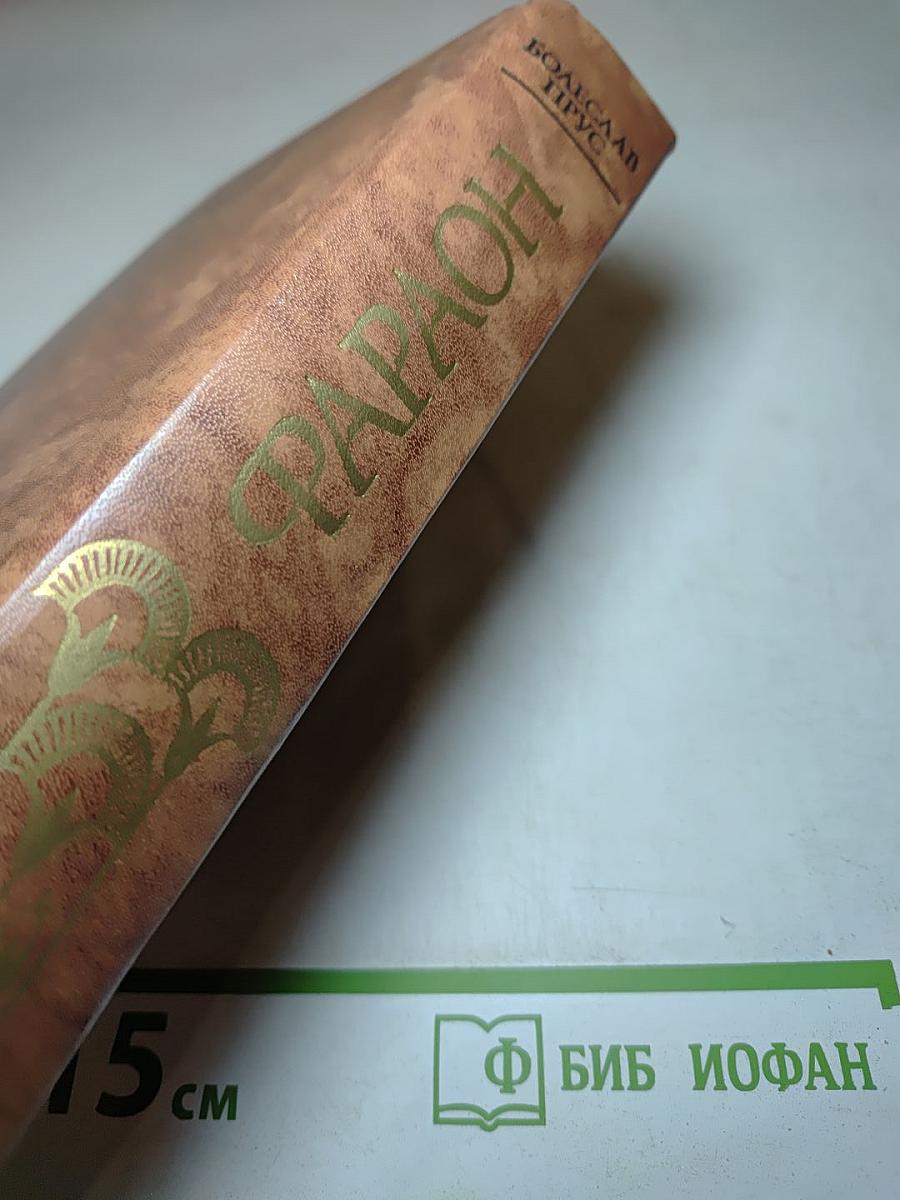 БОЛЕСЛАВ
ПРУС
ФАРАОН
15 см
Ф БИБ ИОФАН